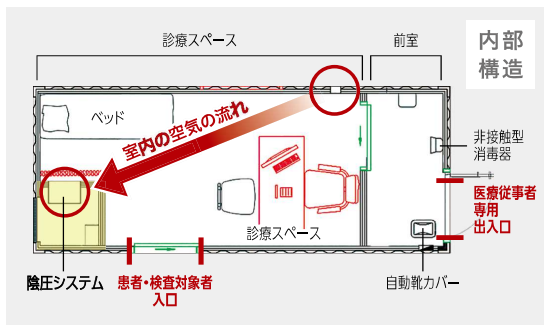 診療スペース
前室
内部
構造
ベッド
室内の空気の流れ
非接触型
消毒器
医療従事者
専用
出入口
診療スペース
陰圧システム
患者・検査対象者
入口
自動靴カバー